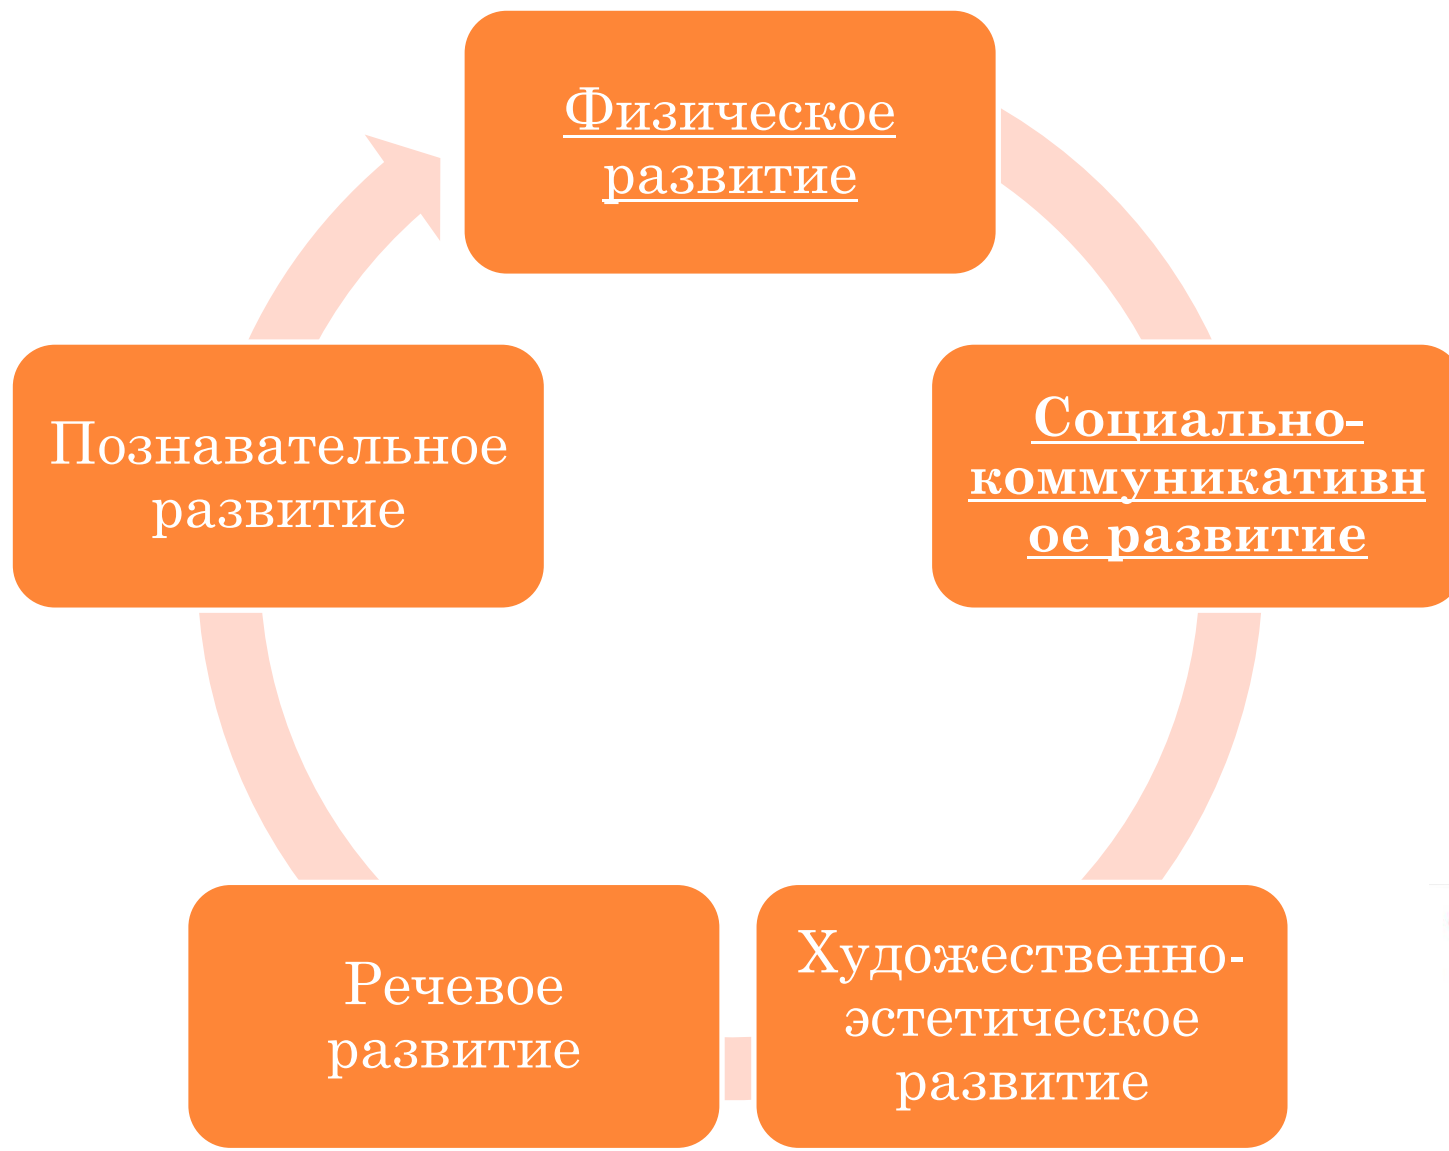 Физическое
развитие
Социально-
коммуникативн
ое развитие
Художественно-
эстетическое
развитие
Речевое
развитие
Познавательное
развитие